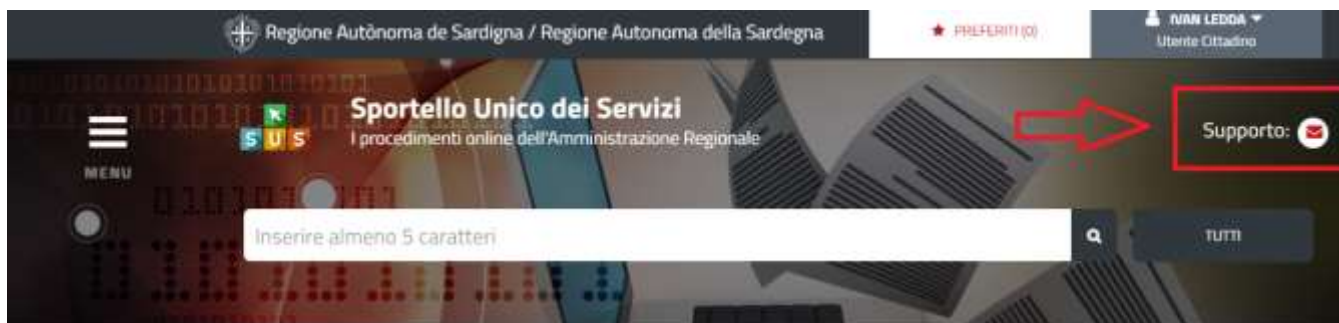 Regione Autònoma de Sardigna / Regione Autonoma della Sardegna
PREFERITI (0)
IVAN LEDDA
Utente Cittadino
MENU
SUS
Sportello Unico dei Servizi
I procedimenti online dell'Amministrazione Regionale
Supporto:
Inserire almeno 5 caratteri
TUTTI